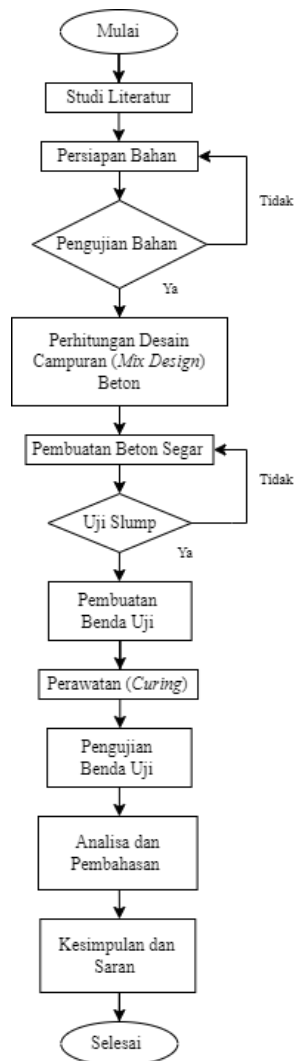 Mulai
Studi Literatur
Persiapan Bahan
Tidak
Pengujian Bahan
Ya
Perhitungan Desain
Campuran (Mix Design)
Beton
Pembuatan Beton Segar
Tidak
Uji Slump
Ya
Pembuatan
Benda Uji
Perawatan (Curing)
Pengujian
Benda Uji
Analisa dan
Pembahasan
Kesimpulan dan
Saran
Selesai